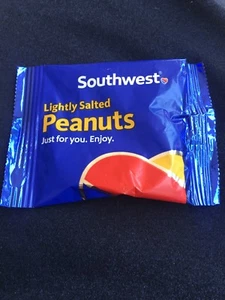 Southwest
Lightly Salted
Peanuts
Just for you. Enjoy.